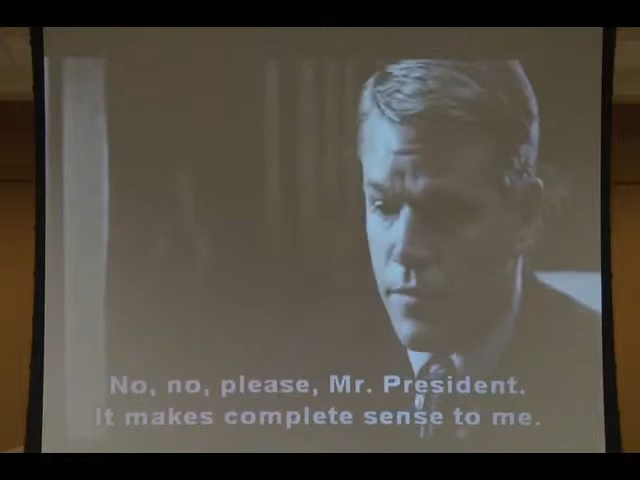 No, no, please, Mr. President.
It makes complete sense to me.